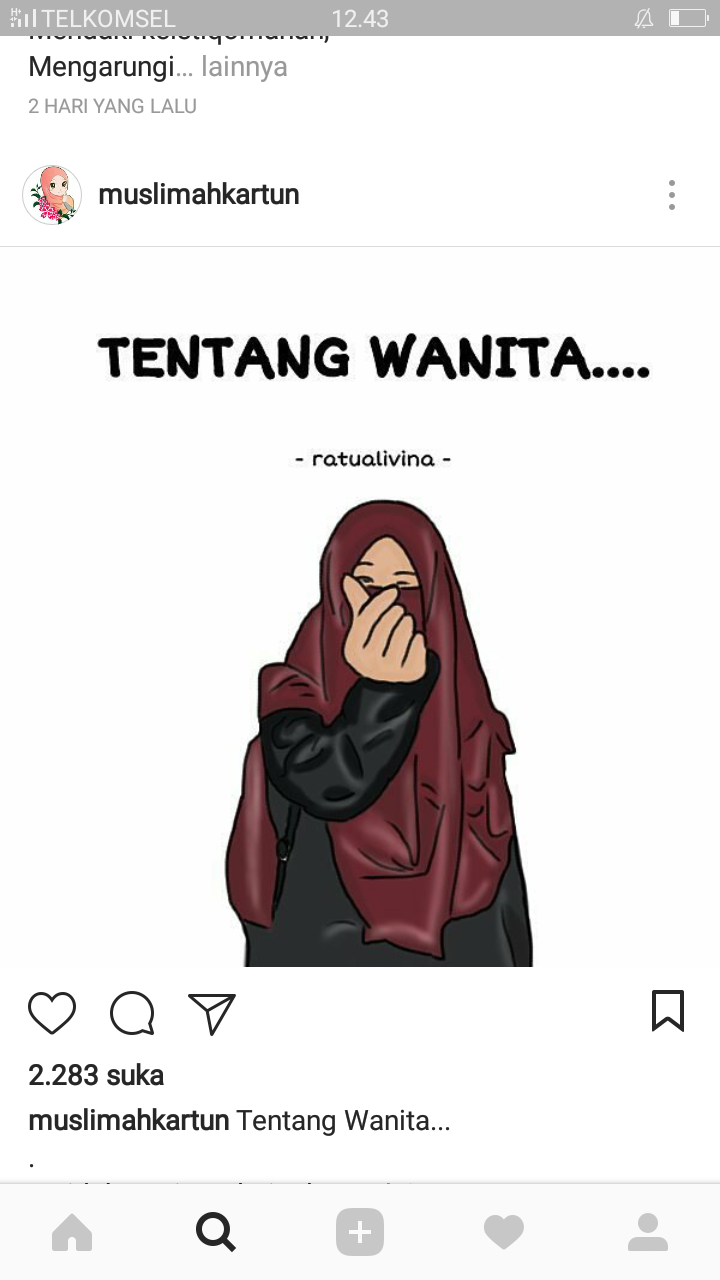 TELKOMSEL 12.43
Mengarungi... lainnya
2 HARI YANG LALU
muslimahkartun
TENTANG WANITA....
- ratualivina -
2.283 suka
muslimahkartun Tentang Wanita...
.